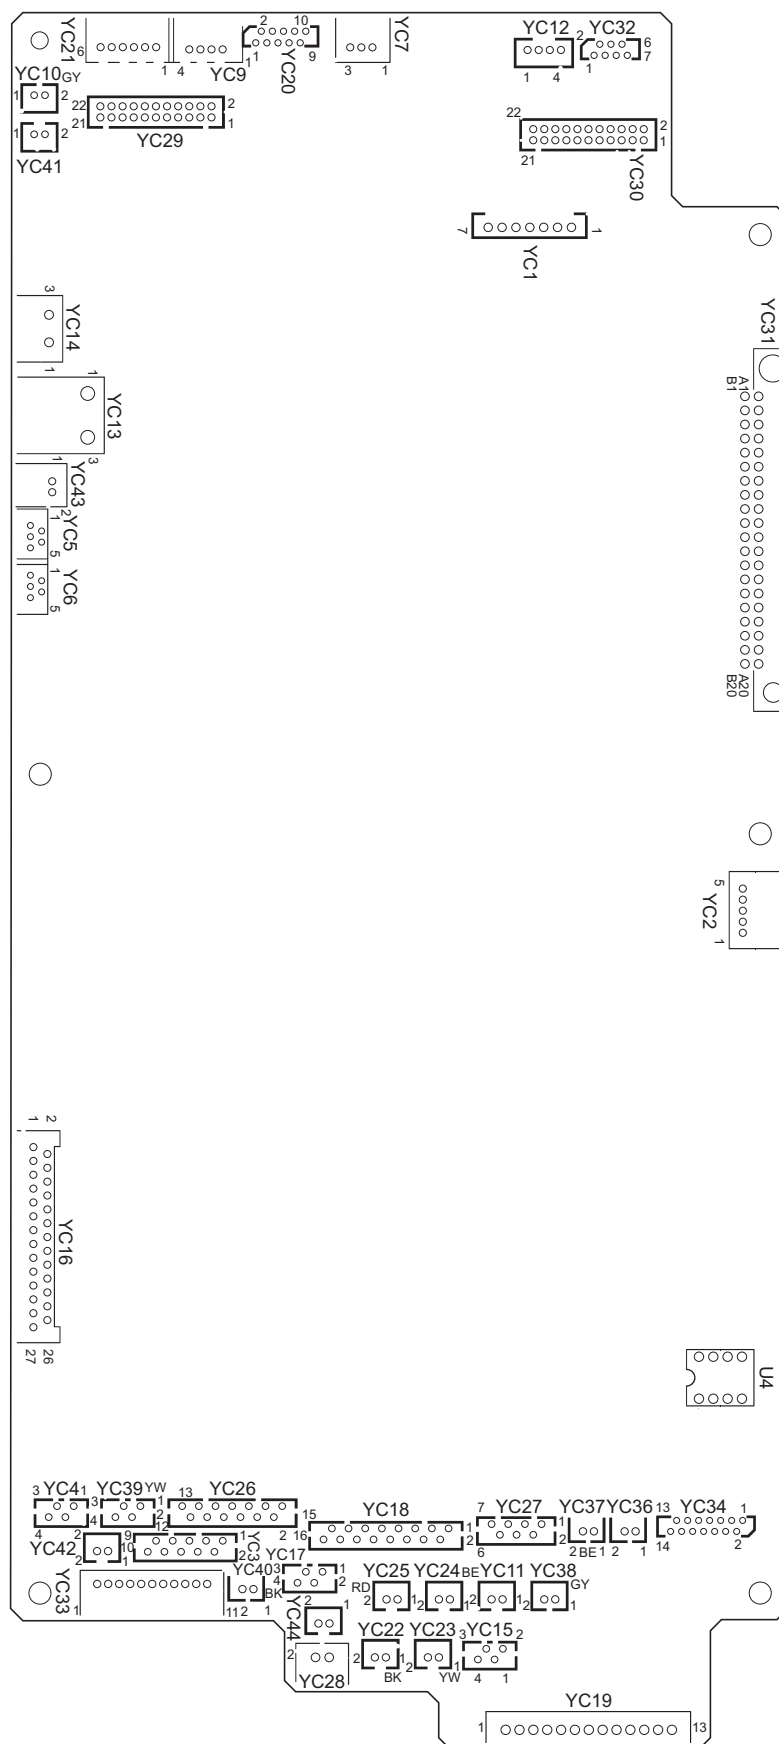 YC21
6
1
4
YC9
2
10
1
1
9
YC20
YC7
3
1
YC12
1
4
2
YC32
6
1
7
YC10
GY
1
2
22
2
21
1
YC29
1
2
YC41
22
2
21
1
YC30
7
1
YC1
3
YC14
1
1
YC13
3
YC31
A1
B1
1
YC43
2
1
YC5
5
1
YC6
5
A20
B20
5
YC2
1
1
2
YC16
27
26
U4
3
YC4
1
4
2
YC39
YW
3
1
4
2
YC26
13
12
15
2
YC18
16
1
2
7
YC27
1
6
2
YC37
2
BE
1
YC36
2
1
YC34
13
1
14
2
YC42
2
1
9
10
1
2
YC3
YC17
3
1
4
2
YC40
BK
2
1
YC33
1
11
YC25
RD
2
1
YC24
2
1
BE
YC11
2
1
YC38
GY
2
1
YC44
2
1
2
1
YC28
YC22
2
1
BK
YC23
2
1
YW
YC15
3
2
4
1
YC19
1
13